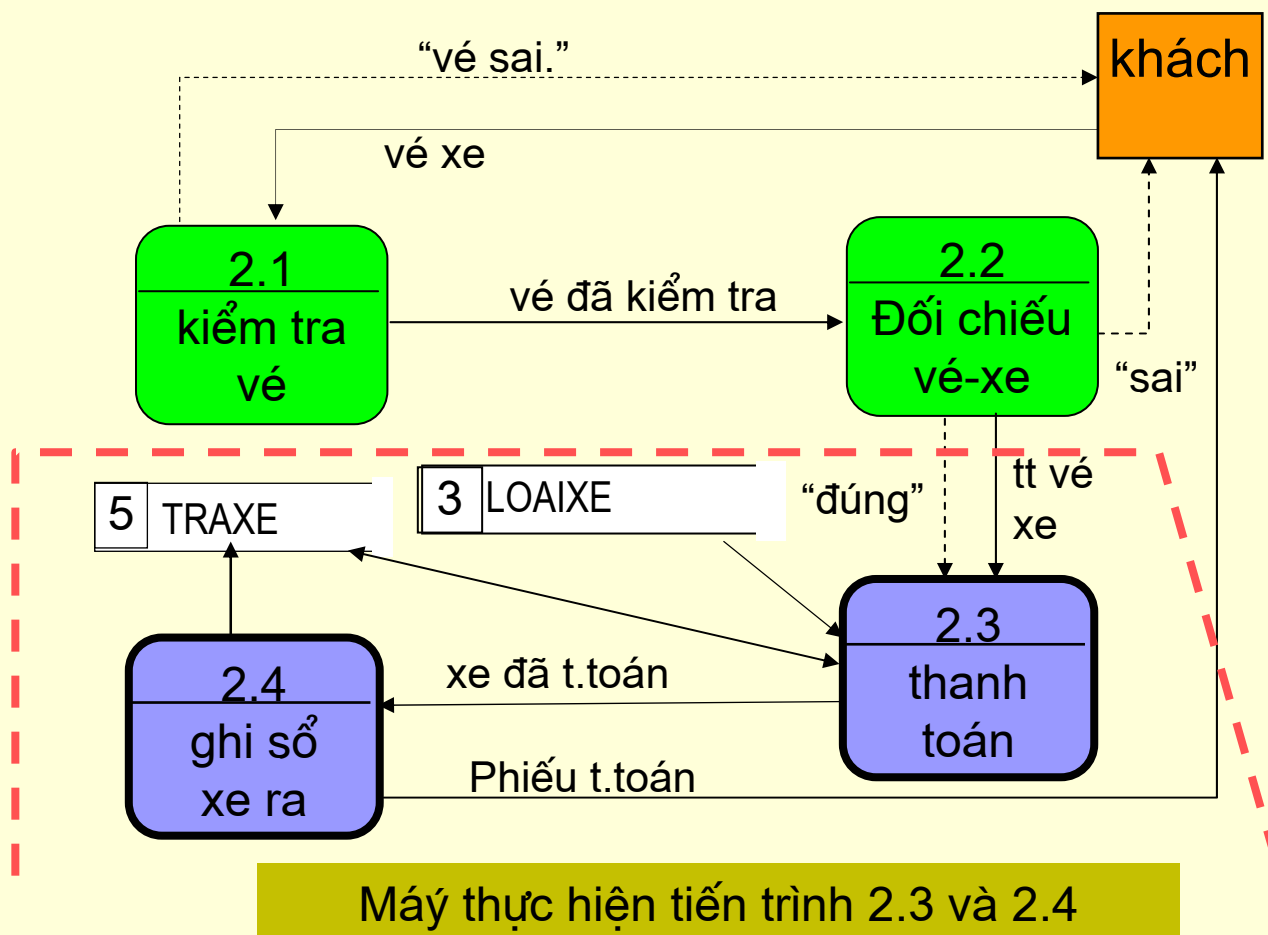 “vé sai.”
khách
vé xe
2.1
kiểm tra
vé
vé đã kiểm tra
2.2
Đối chiếu
vé-xe
“sai”
5 TRAXE
3 LOAIXE
“đúng”
tt vé
xe
2.3
thanh
toán
xe đã t.toán
2.4
ghi sổ
xe ra
Phiếu t.toán
Máý thực hiện tiến trình 2.3 và 2.4